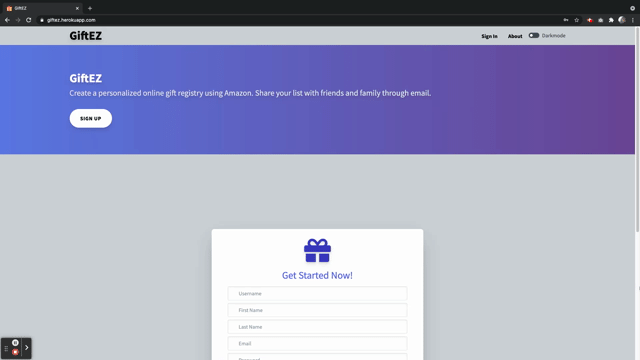 GiftEZ
giftez.herokuapp.com
GiftEZ
Sign In
About
Darkmode
GiftEZ
Create a personalized online gift registry using Amazon. Share your list with friends and family through email.
SIGN UP
Get Started Now!
Username
First Name
Last Name
Email